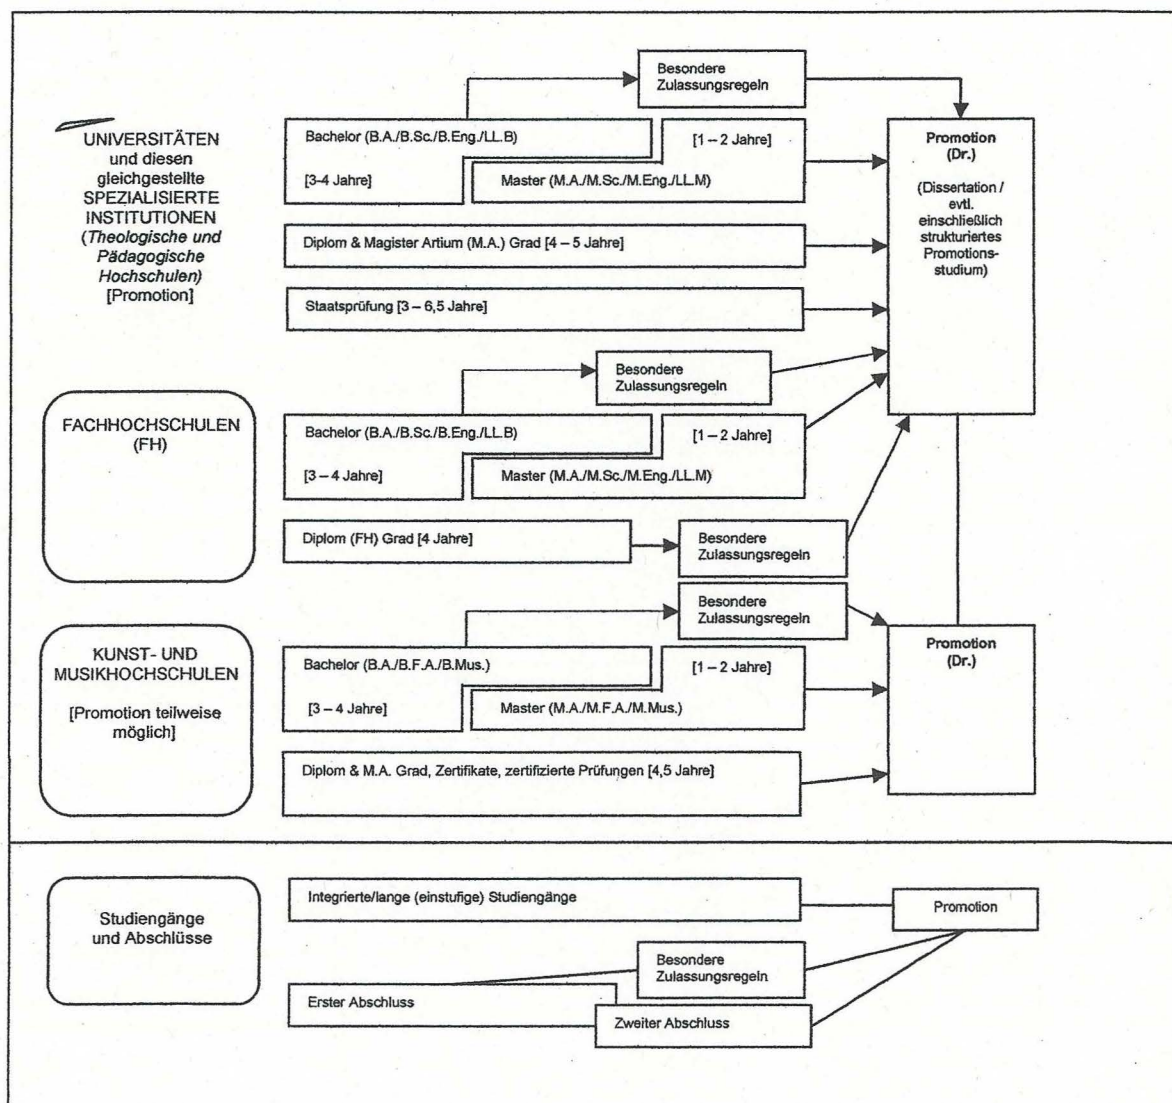 Besondere
Zulassungsregeln
UNIVERSITÄTEN
und diesen
gleichgestellte
SPEZIALISIERTE
INSTITUTIONEN
(Theologische und
Pädagogische
Hochschulen)
[Promotion]
Bachelor (B.A./B.Sc./B.Eng./LL.B)
[3-4 Jahre]
[1 – 2 Jahre]
Master (M.A./M.Sc./M.Eng./LL.M)
Diplom & Magister Artium (M.A.) Grad [4 – 5 Jahre]
Staatsprüfung [3 – 6,5 Jahre]
Promotion
(Dr.)
(Dissertation /
evtl.
einschließlich
strukturiertes
Promotions-
studium)
FACHHOCHSCHULEN
(FH)
Besondere
Zulassungsregeln
Bachelor (B.A./B.Sc./B.Eng./LL.B)
[3 – 4 Jahre]
[1 – 2 Jahre]
Master (M.A./M.Sc./M.Eng./LL.M)
Diplom (FH) Grad [4 Jahre]
Besondere
Zulassungsregeln
KUNST- UND
MUSIKHOCHSCHULEN
[Promotion teilweise
möglich]
Besondere
Zulassungsregeln
Bachelor (B.A./B.F.A./B.Mus.)
[3 – 4 Jahre]
[1 – 2 Jahre]
Master (M.A./M.F.A./M.Mus.)
Diplom & M.A. Grad, Zertifikate, zertifizierte Prüfungen [4,5 Jahre]
Promotion
(Dr.)
Studiengänge
und Abschlüsse
Integrierte/lange (einstufige) Studiengänge
Promotion
Besondere
Zulassungsregeln
Erster Abschluss
Zweiter Abschluss